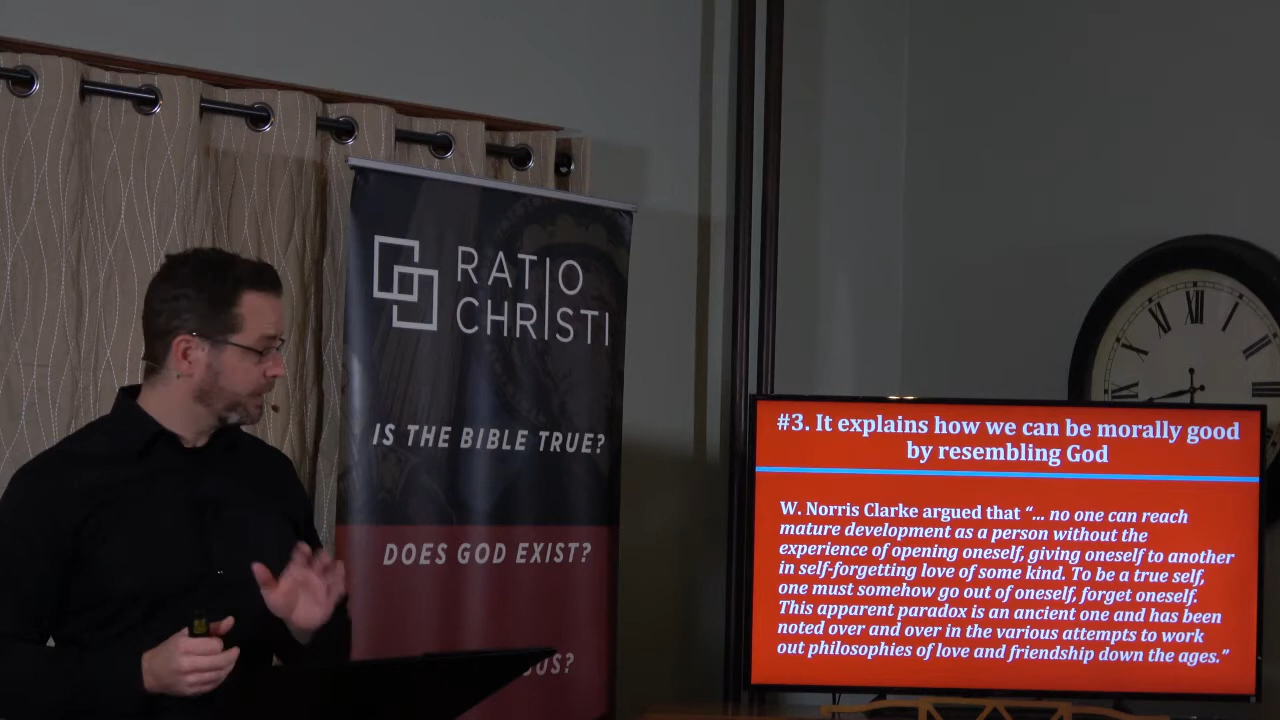 RATIO
CHRISTI
IS THE BIBLE TRUE?
DOES GOD EXIST?
#3. It explains how we can be morally good
by resembling God
W. Norris Clarke argued that “... no one can reach
mature development as a person without the
experience of opening oneself, giving oneself to another
in self-forgetting love of some kind. To be a true self,
one must somehow go out of oneself, forget oneself.
This apparent paradox is an ancient one and has been
noted over and over in the various attempts to work
out philosophies of love and friendship down the ages.”
XII
I
II